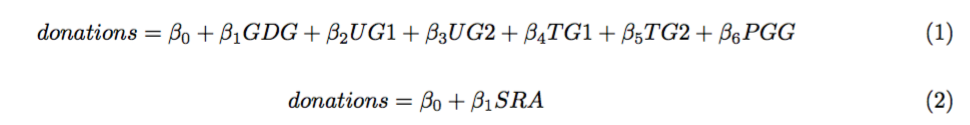 donations = β₀ + β₁GDG + β₂UG1 + β₃UG2 + β₄TG1 + β₅TG2 + β₆PGG (1)
donations = β₀ + β₁SRA (2)